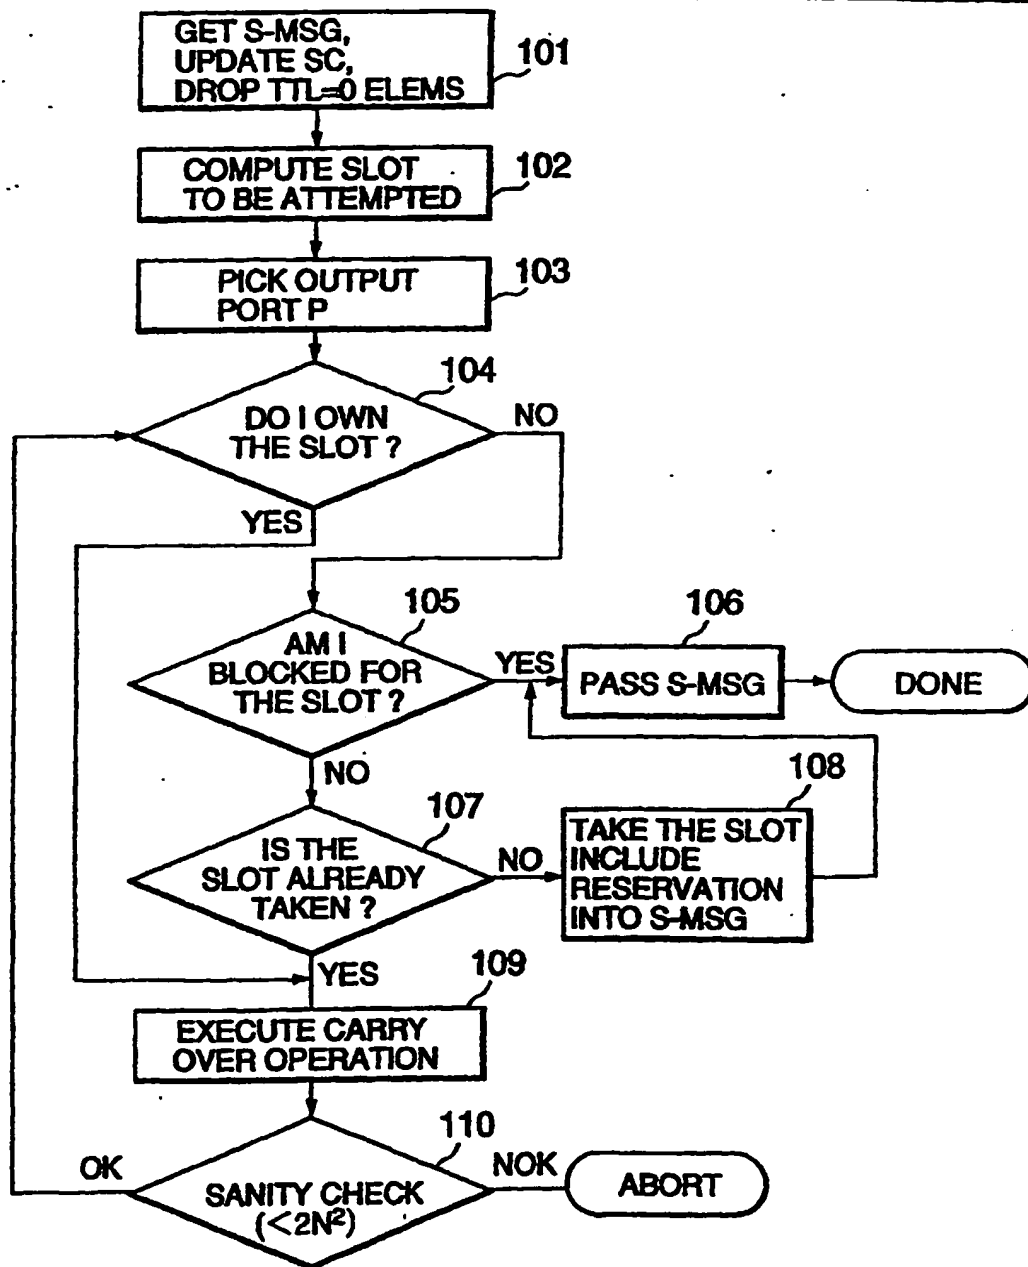 GET S-MSG,
UPDATE SC,
DROP TTL=0 ELEMS
101
COMPUTE SLOT
TO BE ATTEMPTED
102
PICK OUTPUT
PORT P
103
104
DO I OWN
THE SLOT ?
NO
YES
105
AM I
BLOCKED FOR
THE SLOT ?
YES
106
PASS S-MSG
DONE
NO
107
IS THE
SLOT ALREADY
TAKEN ?
NO
108
TAKE THE SLOT
INCLUDE
RESERVATION
INTO S-MSG
YES
109
EXECUTE CARRY
OVER OPERATION
110
OK
SANITY CHECK
(<2N²)
NOK
ABORT